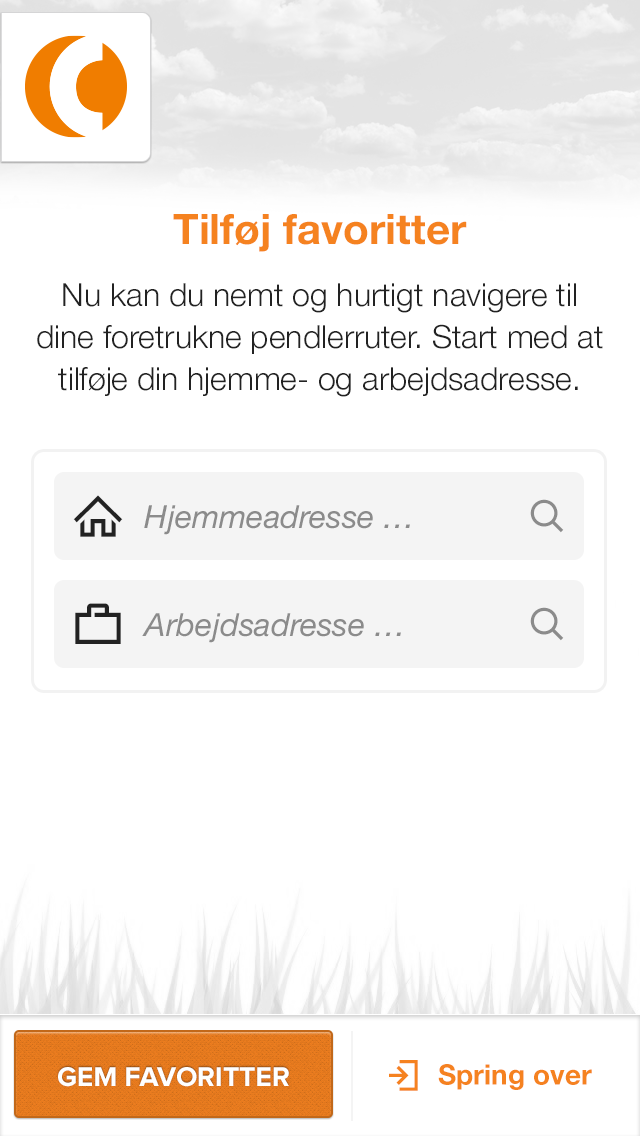 Tilføj favoritter
Nu kan du nemt og hurtigt navigere til
dine foretrukne pendlerruter. Start med at
tilføje din hjemme- og arbejdsadresse.
Hjemmeadresse ...
Arbejdsadresse ...
GEM FAVORITTER
Spring over